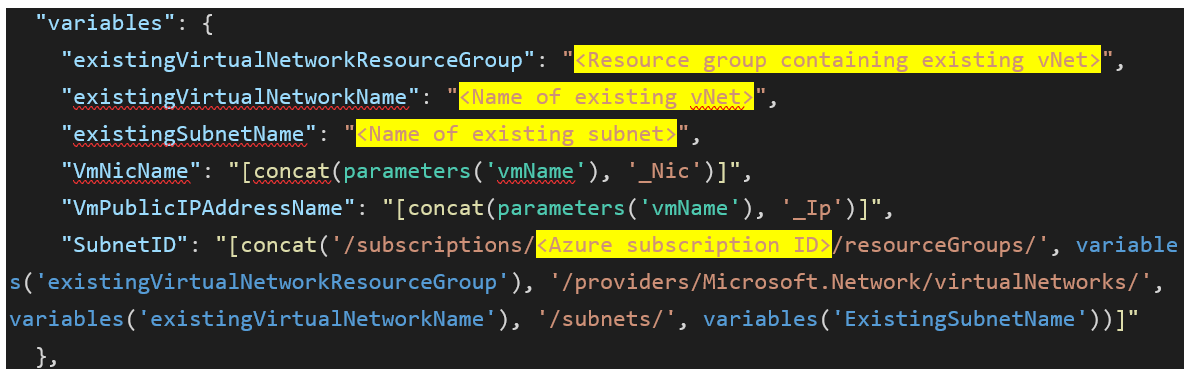 "variables": {
"existingVirtualNetworkResourceGroup": "<Resource group containing existing vNet>",
"existingVirtualNetworkName": "<Name of existing vNet>",
"existingSubnetName": "<Name of existing subnet>",
"VmNicName": "[concat(parameters('vmName'), '_Nic')]",
"VmPublicIPAddressName": "[concat(parameters('vmName'), '_Ip')]",
"SubnetID": "[concat('/subscriptions/<Azure subscription ID>/resourceGroups/', variable
s('existingVirtualNetworkResourceGroup'), '/providers/Microsoft.Network/virtualNetworks/',
variables('existingVirtualNetworkName'), '/subnets/', variables('ExistingSubnetName'))]"
},